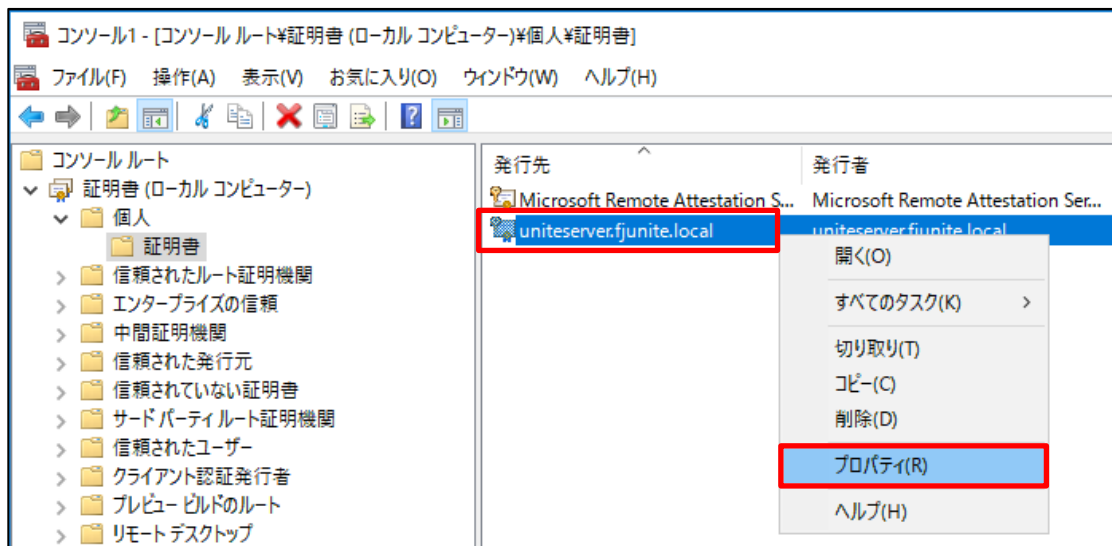 コンソール1 - [コンソール ルート¥証明書 (ローカル コンピューター)¥個人¥証明書]
ファイル(F) 操作(A) 表示(V) お気に入り(O) ウィンドウ(W) ヘルプ(H)
コンソール ルート
証明書 (ローカル コンピューター)
個人
証明書
信頼されたルート証明機関
エンタープライズの信頼
中間証明機関
信頼された発行元
信頼されていない証明書
サード パーティ ルート証明機関
信頼されたユーザー
クライアント認証発行者
プレビュー ビルドのルート
リモート デスクトップ
発行先 発行者
Microsoft Remote Attestation S... Microsoft Remote Attestation Ser...
uniteserver.fjunite.local uniteserver.fjunite.local
開く(O)
すべてのタスク(K)
切り取り(T)
コピー(C)
削除(D)
プロパティ(R)
ヘルプ(H)